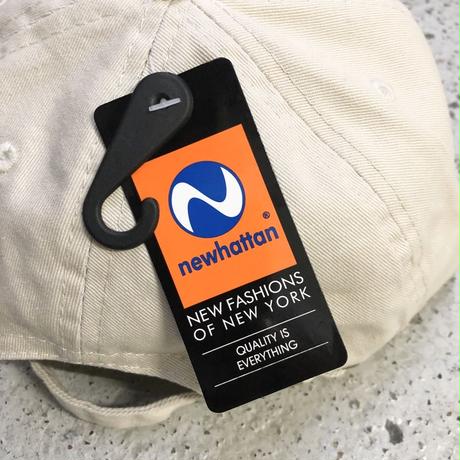 newhattan®
NEW FASHIONS
OF NEW YORK
QUALITY IS
EVERYTHING